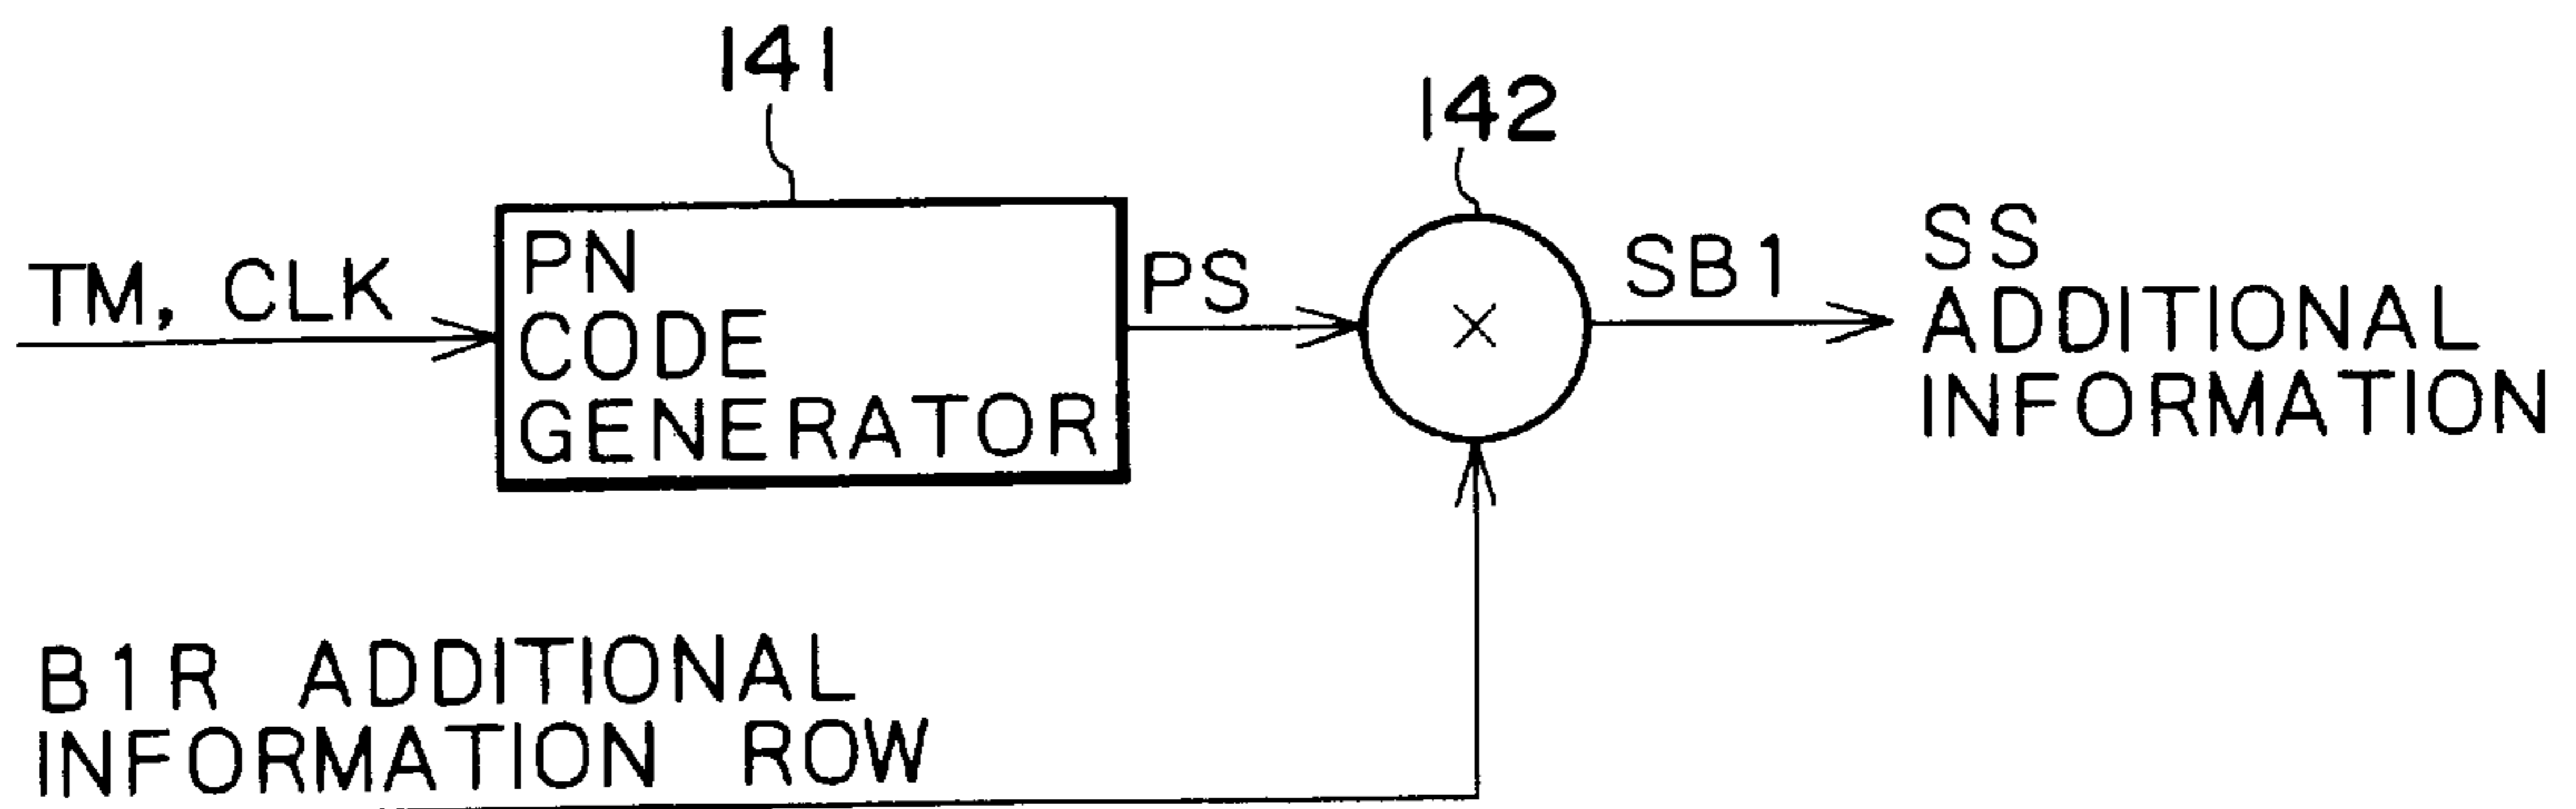 141
142
TM, CLK
PN
CODE
GENERATOR
PS
×
SB1
SS
ADDITIONAL
INFORMATION
B1R ADDITIONAL
INFORMATION ROW